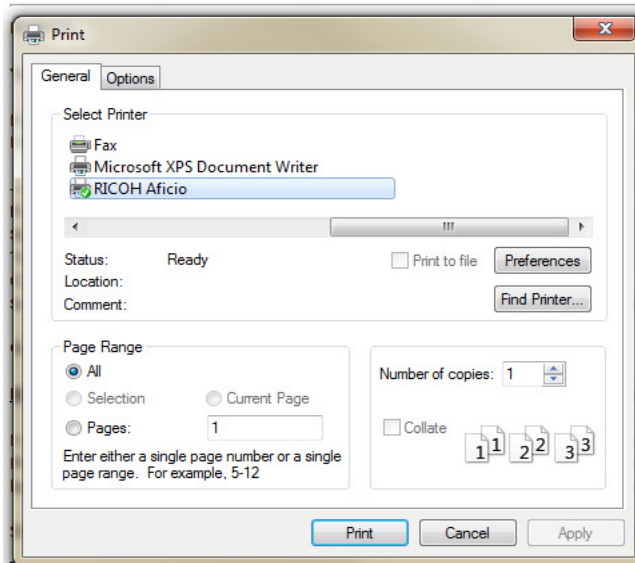 Print
General Options
Select Printer
Fax
Microsoft XPS Document Writer
RICOH Aficio
Status: Ready
Print to file
Preferences
Location:
Comment:
Find Printer...
Page Range
All
Selection
Current Page
Pages: 1
Enter either a single page number or a single
page range. For example, 5-12
Number of copies: 1
Collate
1 1 2 2 3 3
Print Cancel Apply